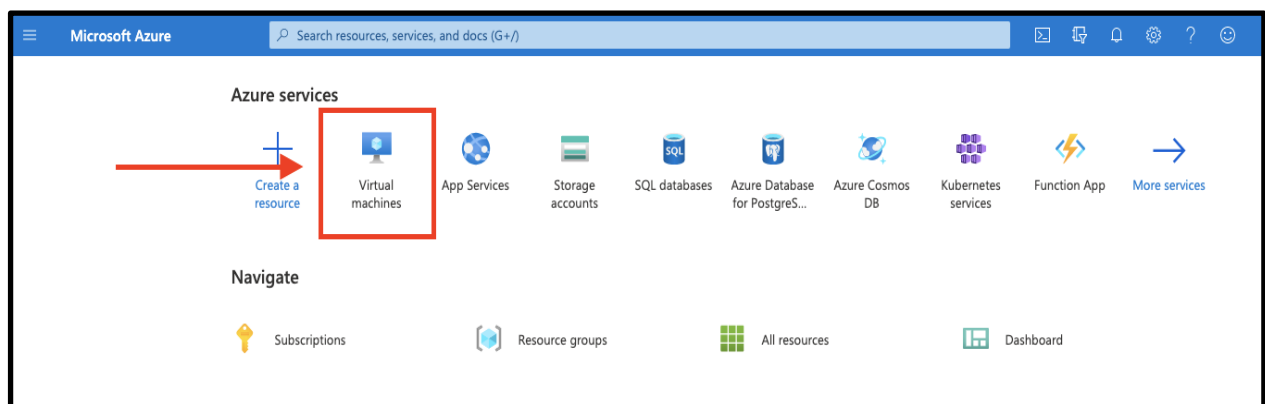 Microsoft Azure
Search resources, services, and docs (G+/)
Azure services
Create a
resource
Virtual
machines
App Services
Storage
accounts
SQL
SQL databases
Azure Database
for PostgreS...
Azure Cosmos
DB
Kubernetes
services
Function App
More services
Navigate
Subscriptions
Resource groups
All resources
Dashboard